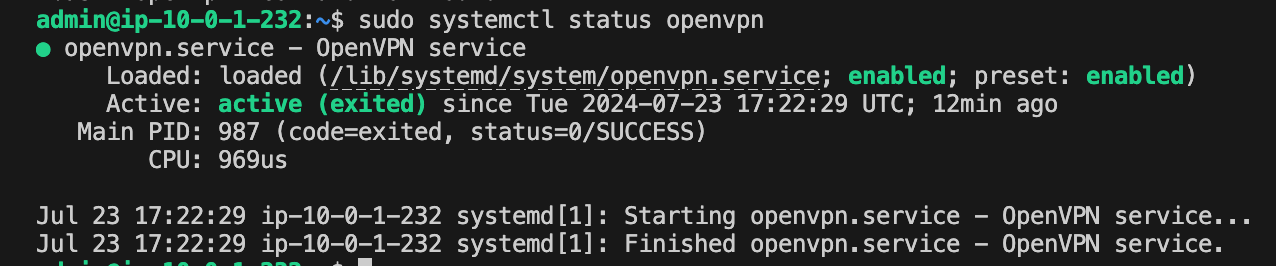 admin@ip-10-0-1-232:~$ sudo systemctl status openvpn
● openvpn.service - OpenVPN service
Loaded: loaded (/lib/systemd/system/openvpn.service; enabled; preset: enabled)
Active: active (exited) since Tue 2024-07-23 17:22:29 UTC; 12min ago
Main PID: 987 (code=exited, status=0/SUCCESS)
CPU: 969us
Jul 23 17:22:29 ip-10-0-1-232 systemd[1]: Starting openvpn.service - OpenVPN service...
Jul 23 17:22:29 ip-10-0-1-232 systemd[1]: Finished openvpn.service - OpenVPN service.